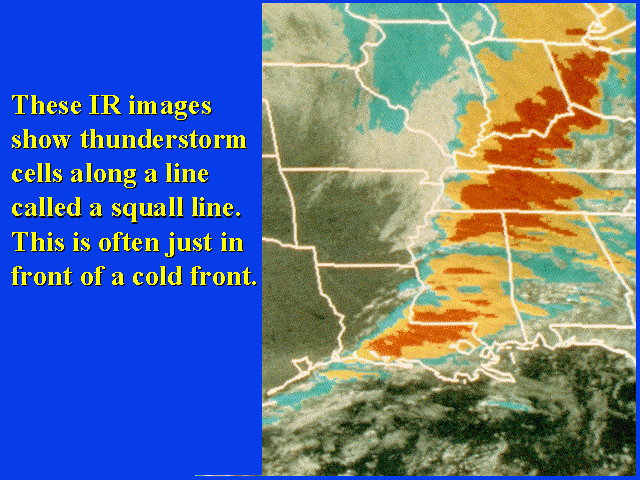 These IR images
show thunderstorm
cells along a line
called a squall line.
This is often just in
front of a cold front.